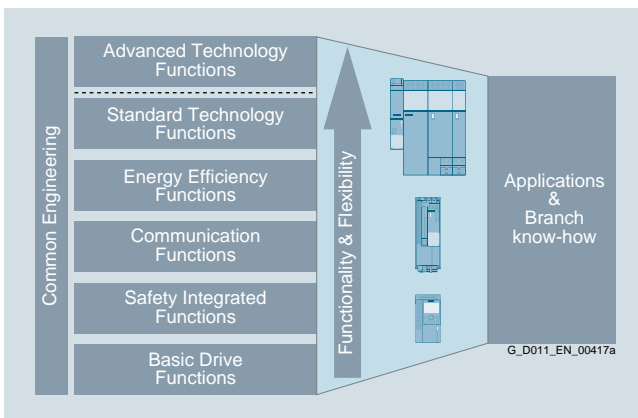 Common Engineering
Advanced Technology
Functions
Standard Technology
Functions
Energy Efficiency
Functions
Communication
Functions
Safety Integrated
Functions
Basic Drive
Functions
Functionality & Flexibility
Applications
&
Branch
know-how
G_D011_EN_00417a